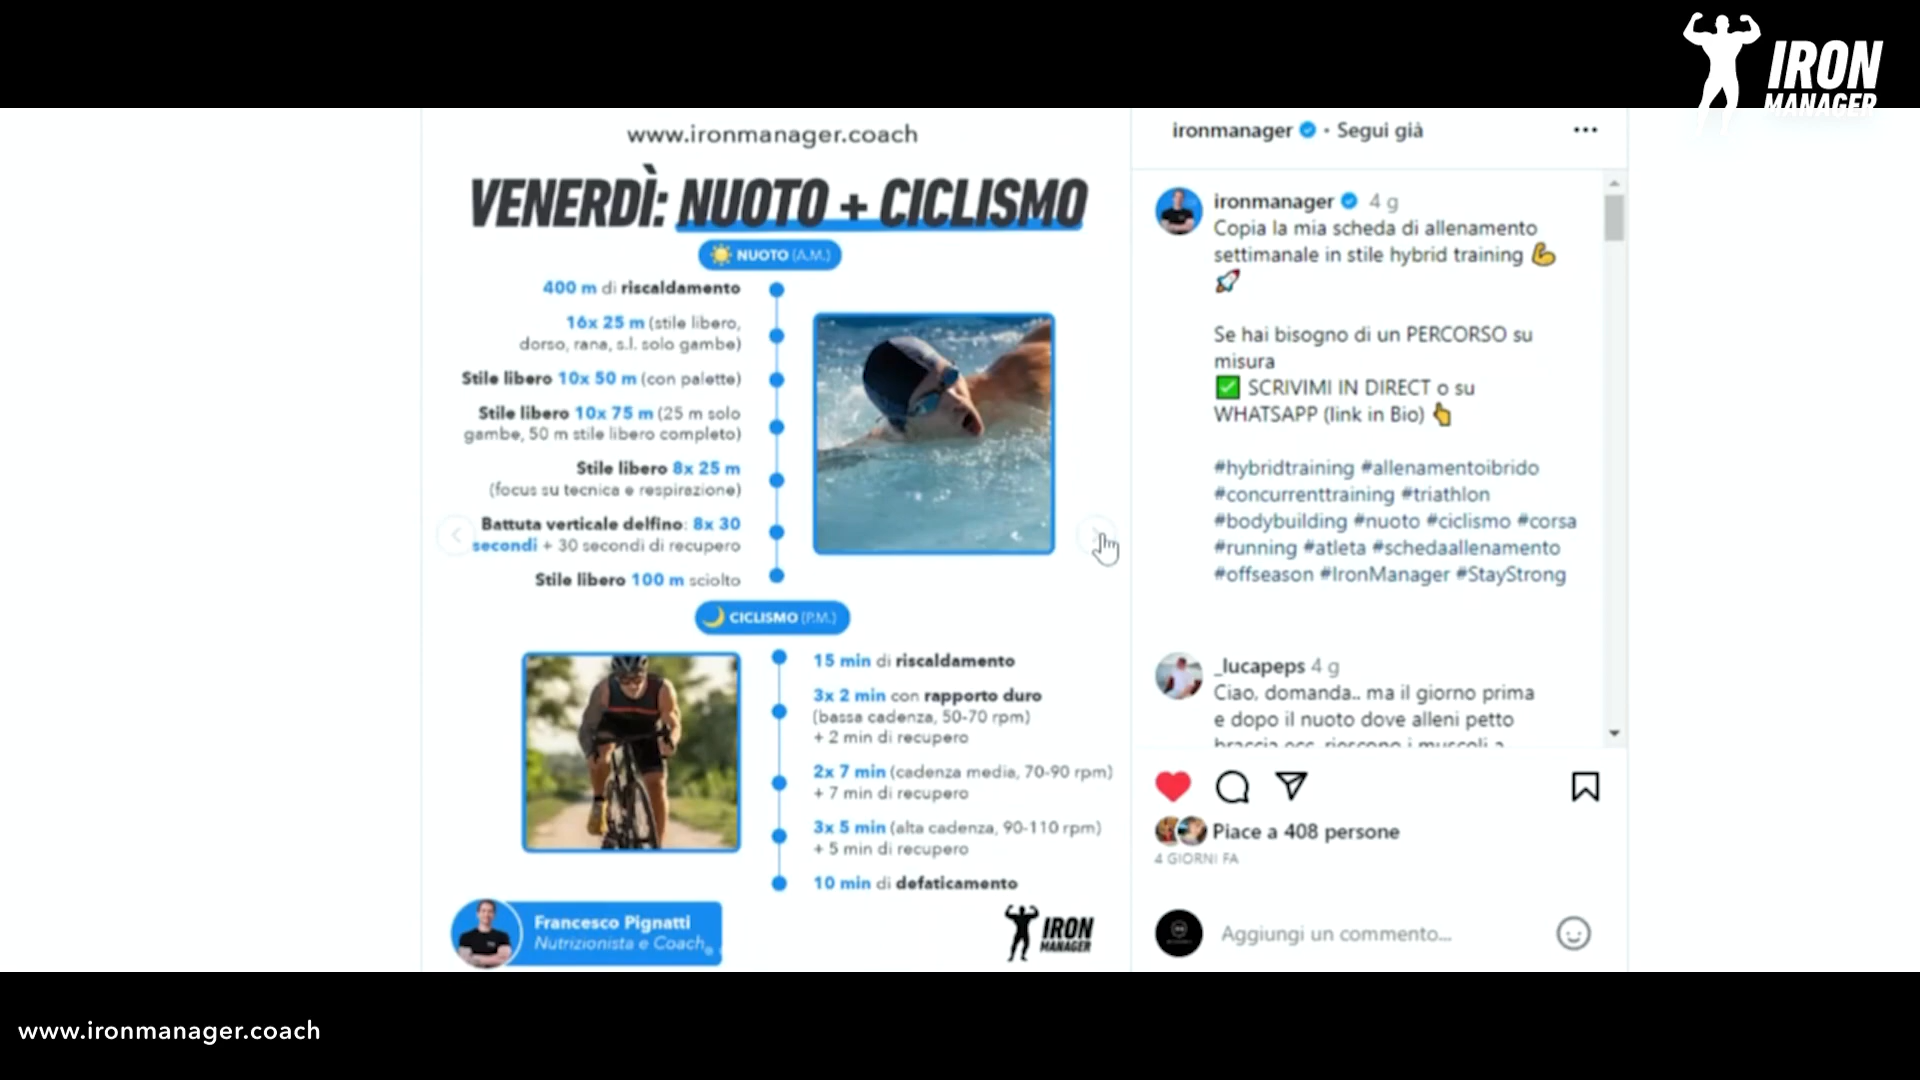 IRON
MANAGER
www.ironmanager.coach
VENERDÌ: NUOTO + CICLISMO
NUOTO (A.M.)
400 m di riscaldamento
16x 25 m (stile libero,
dorso, rana, s.l. solo gambe)
Stile libero 10x 50 m (con palette)
Stile libero 10x 75 m (25 m solo
gambe, 50 m stile libero completo)
Stile libero 8x 25 m
(focus su tecnica e respirazione)
Battuta verticale delfino: 8x 30
secondi + 30 secondi di recupero
Stile libero 100 m sciolto
CICLISMO (P.M.)
15 min di riscaldamento
3x 2 min con rapporto duro
(bassa cadenza, 50-70 rpm)
+ 2 min di recupero
2x 7 min (cadenza media, 70-90 rpm)
+ 7 min di recupero
3x 5 min (alta cadenza, 90-110 rpm)
+ 5 min di recupero
10 min di defaticamento
Francesco Pignatti
Nutrizionista e Coach
IRON
MANAGER
ironmanager • Segui già
ironmanager 4 g
Copia la mia scheda di allenamento
settimanale in stile hybrid training 💪
🚀
Se hai bisogno di un PERCORSO su
misura
✅ SCRIVIMI IN DIRECT o su
WHATSAPP (link in Bio) 👆
#hybridtraining #allenamentoibrido
#concurrenttraining #triathlon
#bodybuilding #nuoto #ciclismo #corsa
#running #atleta #schedaallenamento
#offseason #IronManager #StayStrong
_lucapeps 4 g
Ciao, domanda.. ma il giorno prima
e dopo il nuoto dove alleni petto
braccia ecc. riescono i muscoli a
Piace a 408 persone
4 GIORNI FA
Aggiungi un commento...
www.ironmanager.coach